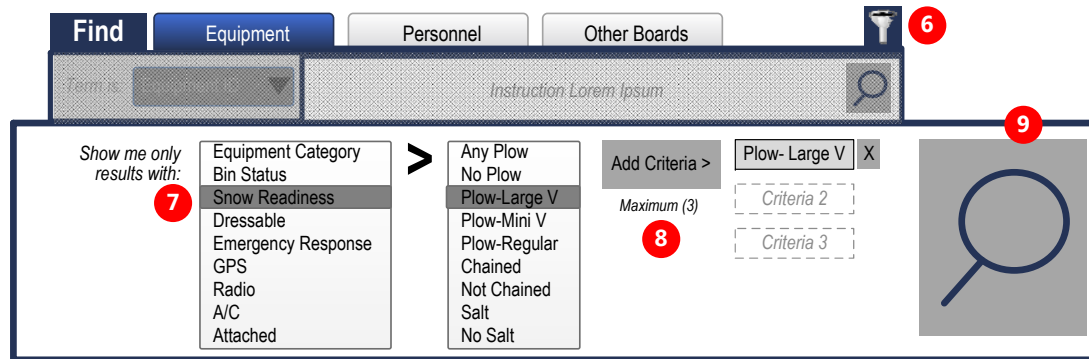 Find
Equipment
Personnel
Other Boards
6
Term is:
Equipment ID
Instruction Lorem Ipsum
9
Show me only
results with:
7
Equipment Category
Bin Status
Snow Readiness
Dressable
Emergency Response
GPS
Radio
A/C
Attached
>
Any Plow
No Plow
Plow-Large V
Plow-Mini V
Plow-Regular
Chained
Not Chained
Salt
No Salt
Add Criteria >
Maximum (3)
8
Plow- Large V X
Criteria 2
Criteria 3